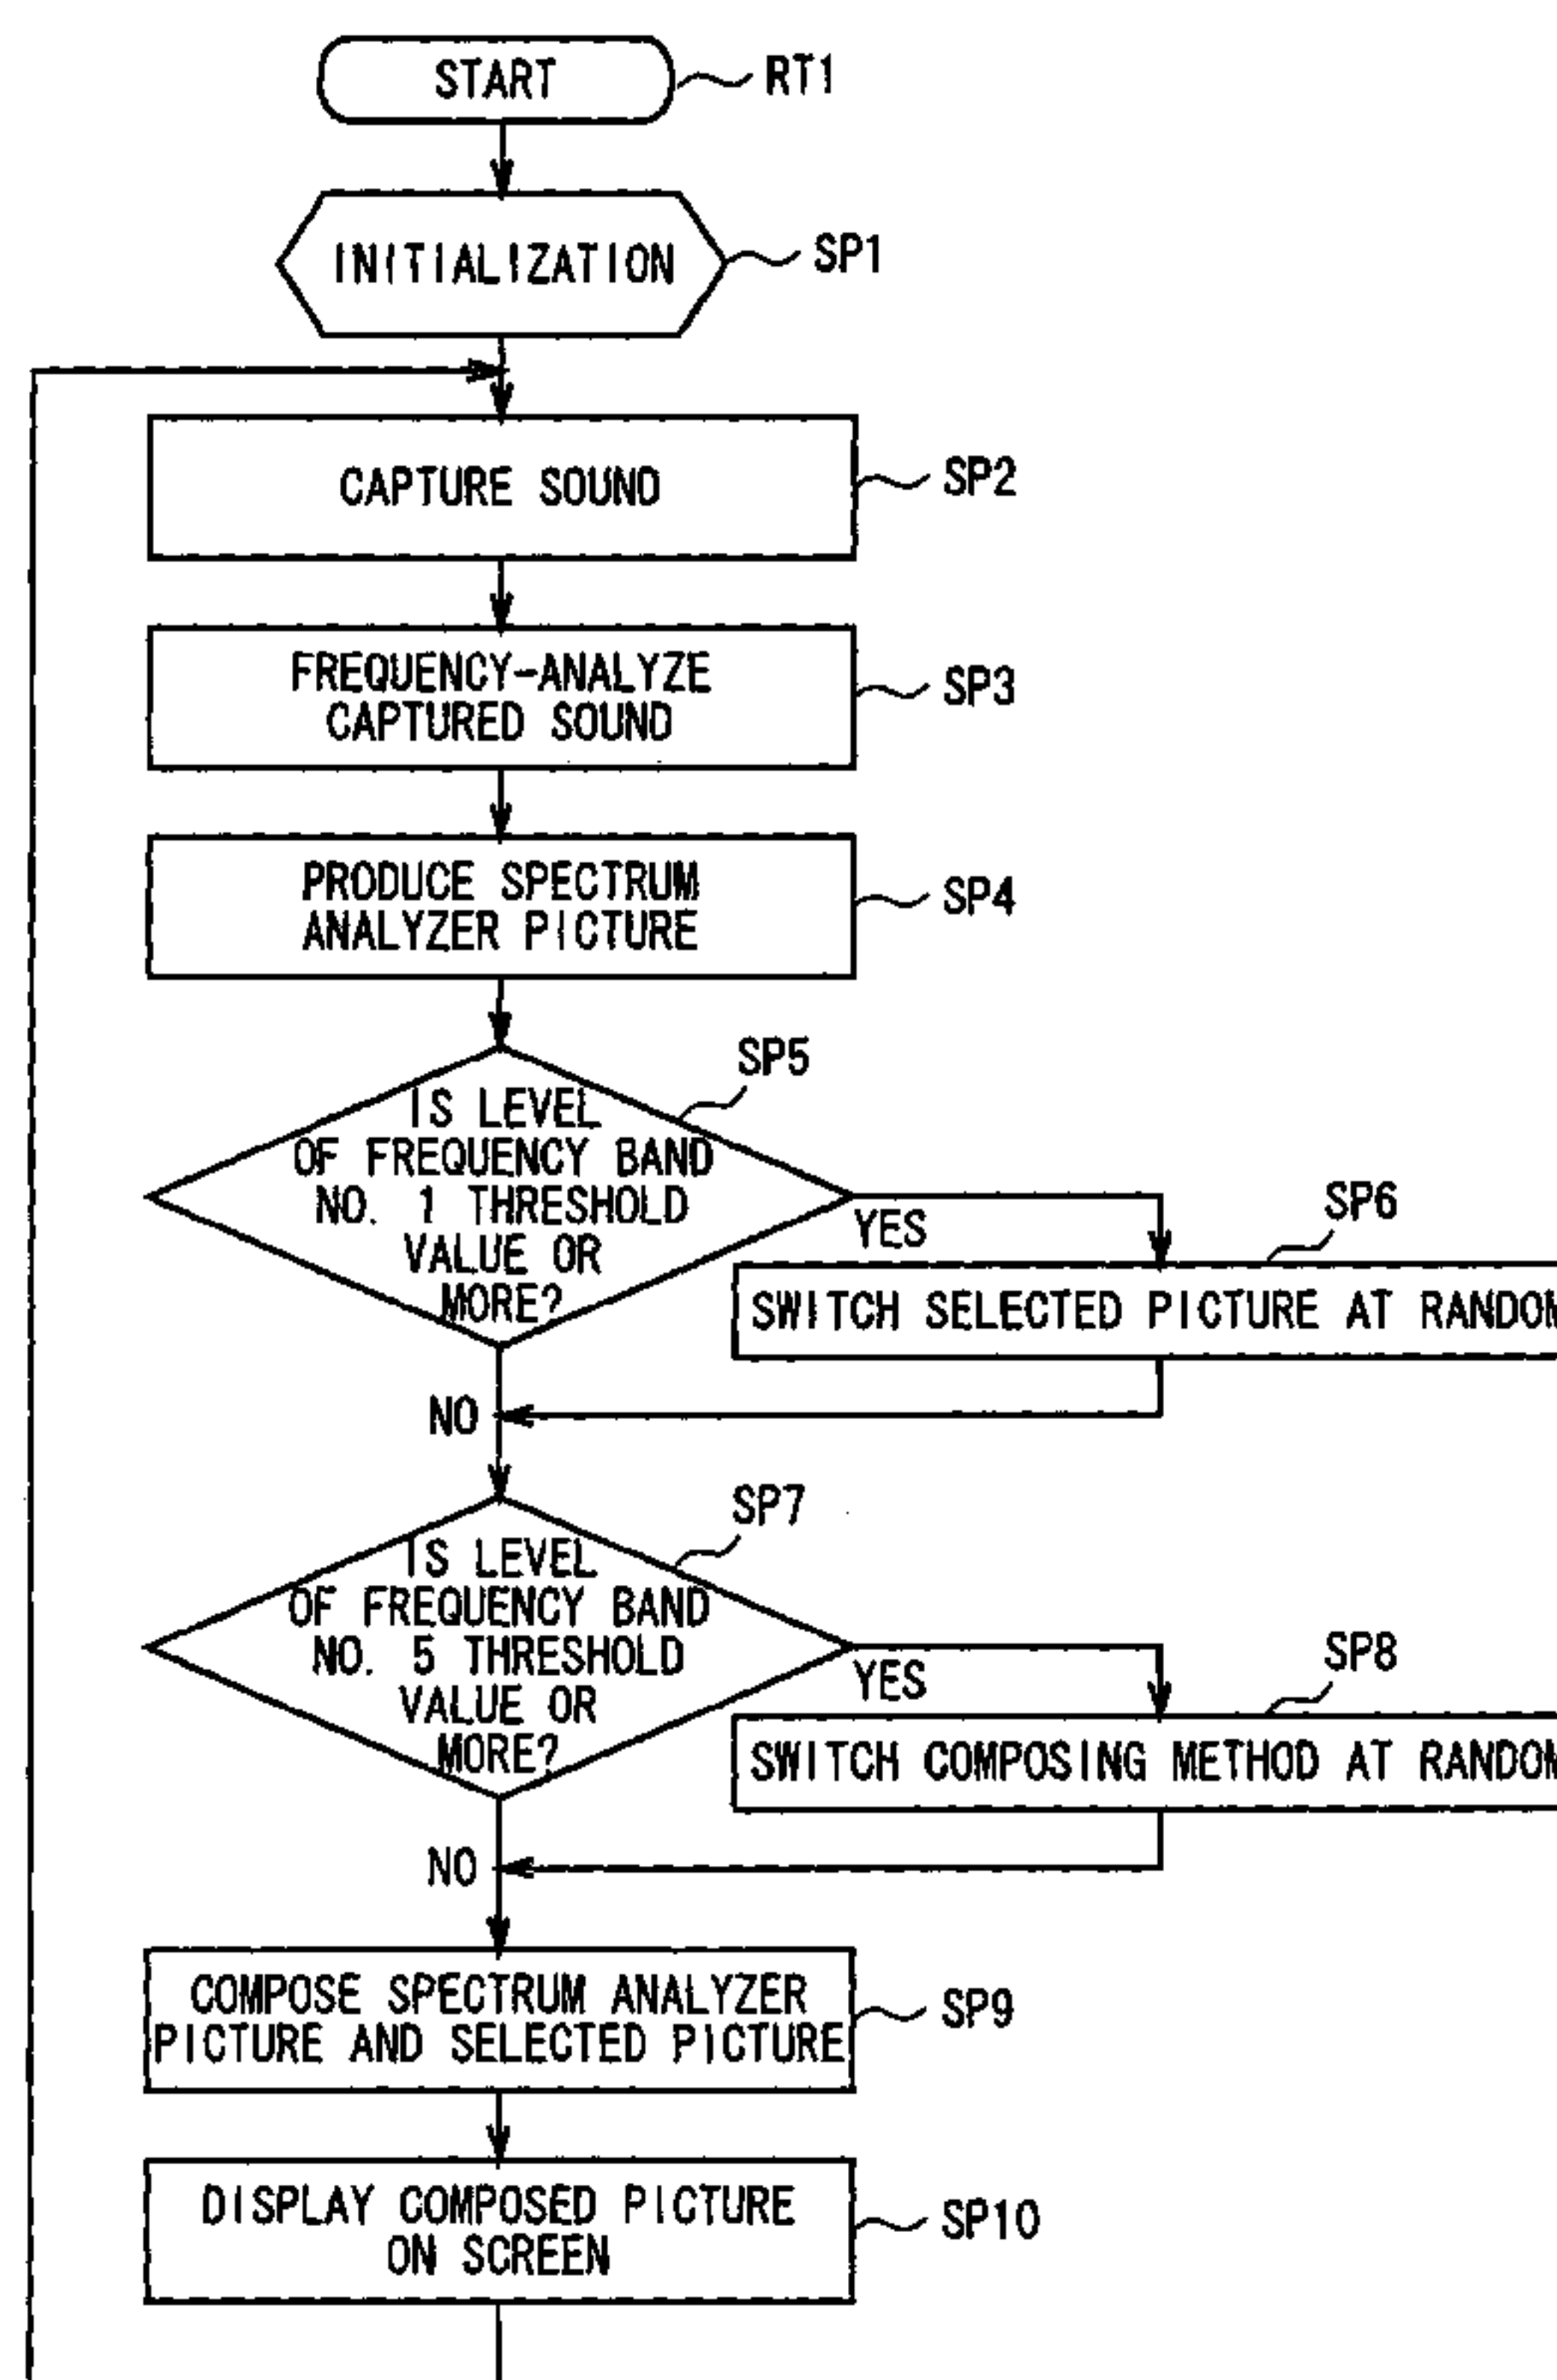 START
RT1
INITIALIZATION
SP1
CAPTURE SOUND
SP2
FREQUENCY-ANALYZE
CAPTURED SOUND
SP3
PRODUCE SPECTRUM
ANALYZER PICTURE
SP4
SP5
IS LEVEL
OF FREQUENCY BAND
NO. 1 THRESHOLD
VALUE OR
MORE?
YES
SP6
SWITCH SELECTED PICTURE AT RANDOM
NO
SP7
IS LEVEL
OF FREQUENCY BAND
NO. 5 THRESHOLD
VALUE OR
MORE?
YES
SP8
SWITCH COMPOSING METHOD AT RANDOM
NO
COMPOSE SPECTRUM ANALYZER
PICTURE AND SELECTED PICTURE
SP9
DISPLAY COMPOSED PICTURE
ON SCREEN
SP10